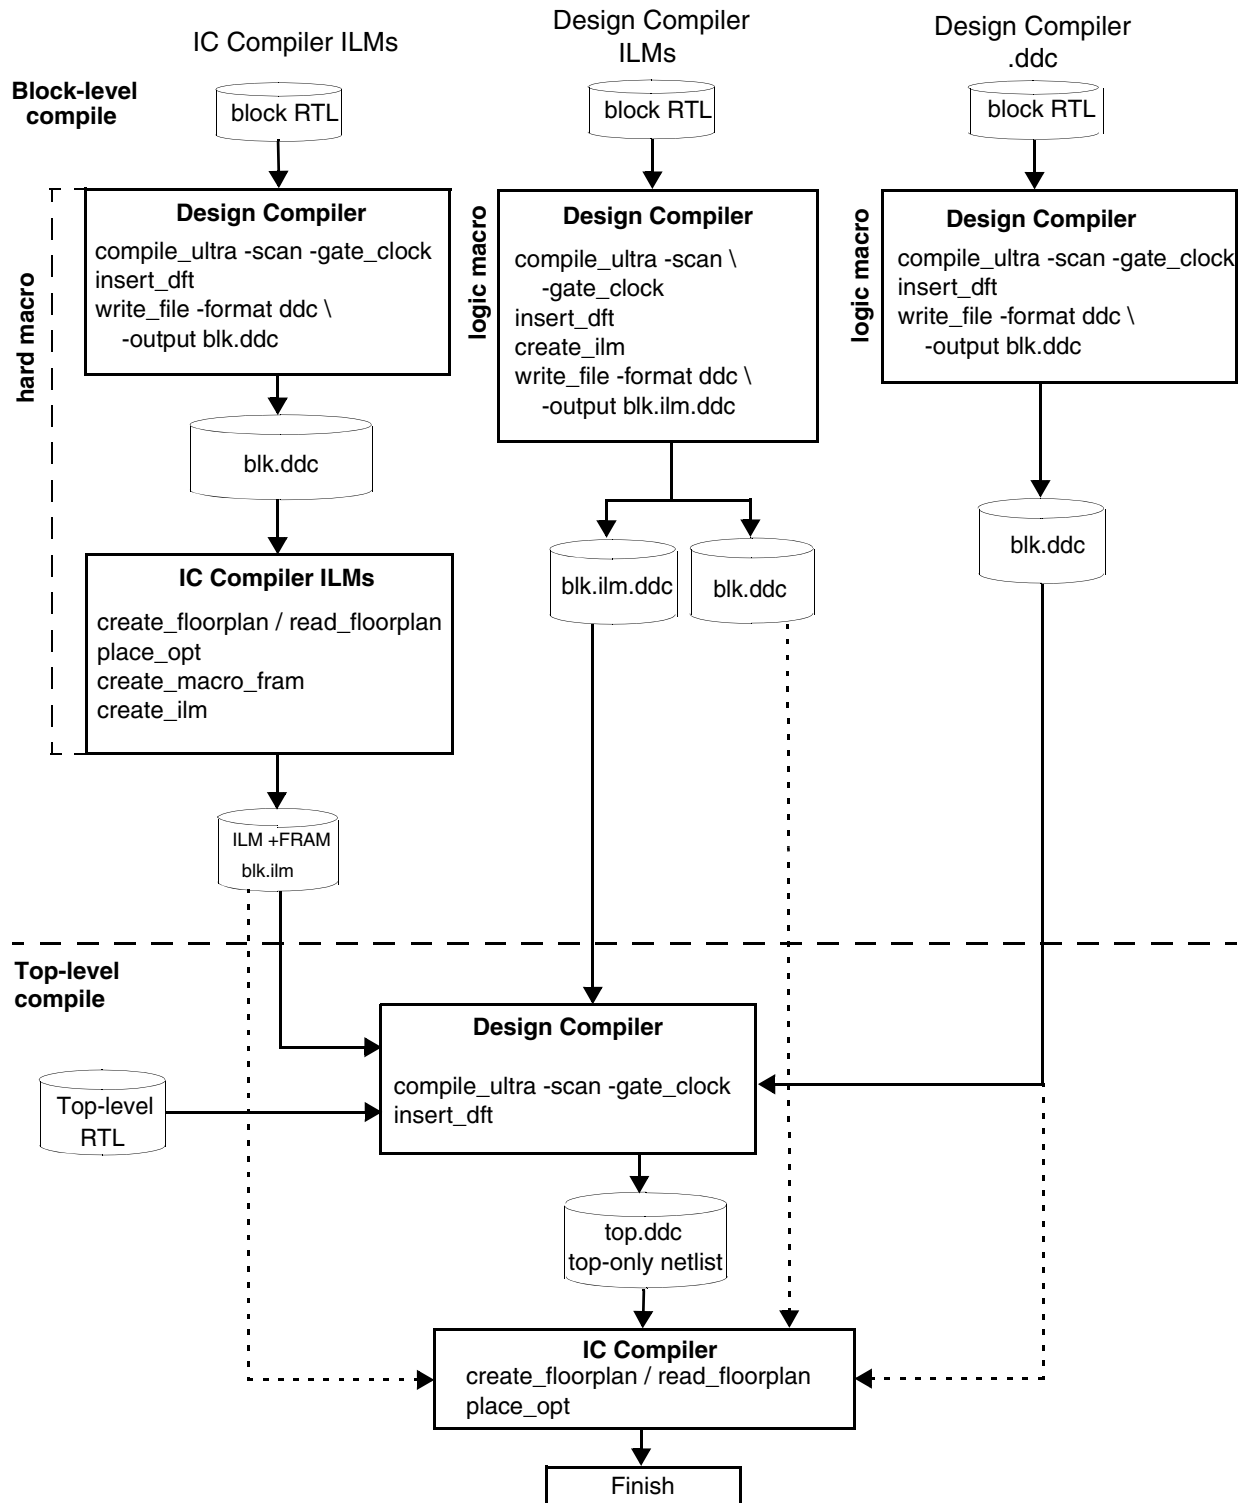 IC Compiler ILMs
Design Compiler
ILMs
Design Compiler
.ddc
Block-level
compile
block RTL
block RTL
block RTL
hard macro
Design Compiler
compile_ultra -scan -gate_clock
insert_dft
write_file -format ddc \
-output blk.ddc
logic macro
Design Compiler
compile_ultra -scan \
-gate_clock
insert_dft
create_ilm
write_file -format ddc \
-output blk.ilm.ddc
logic macro
Design Compiler
compile_ultra -scan -gate_clock
insert_dft
write_file -format ddc \
-output blk.ddc
blk.ddc
blk.ilm.ddc
blk.ddc
blk.ddc
IC Compiler ILMs
create_floorplan / read_floorplan
place_opt
create_macro_fram
create_ilm
ILM +FRAM
blk.ilm
Top-level
compile
Top-level
RTL
Design Compiler
compile_ultra -scan -gate_clock
insert_dft
top.ddc
top-only netlist
IC Compiler
create_floorplan / read_floorplan
place_opt
Finish